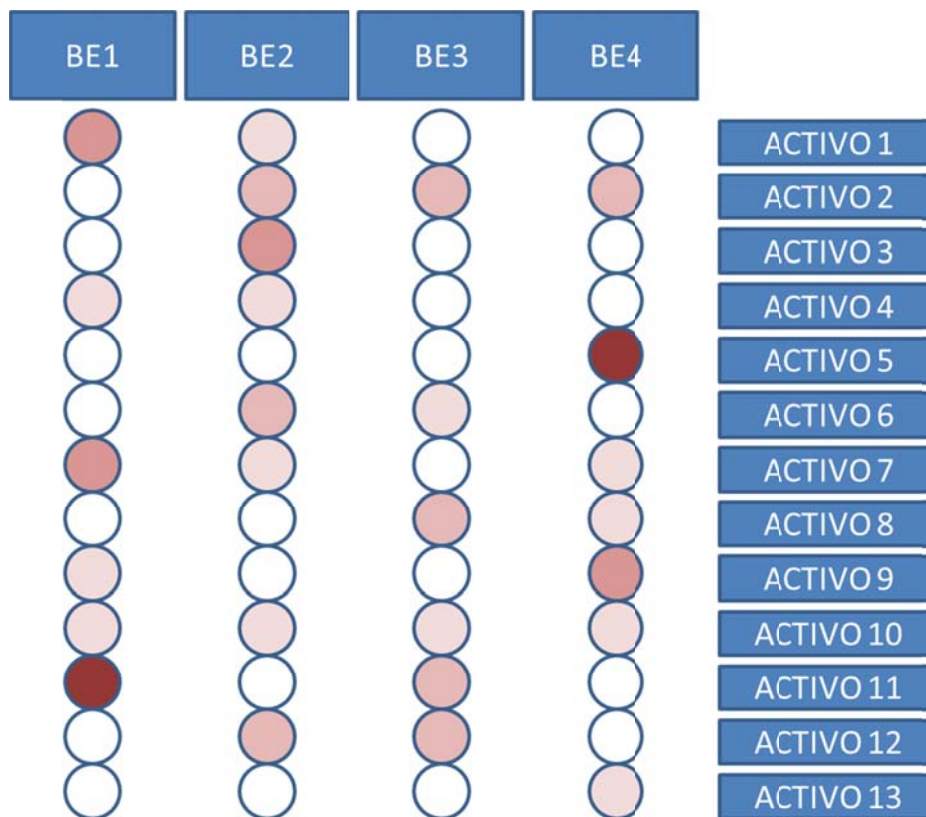 BE1 BE2 BE3 BE4
ACTIVO 1
ACTIVO 2
ACTIVO 3
ACTIVO 4
ACTIVO 5
ACTIVO 6
ACTIVO 7
ACTIVO 8
ACTIVO 9
ACTIVO 10
ACTIVO 11
ACTIVO 12
ACTIVO 13